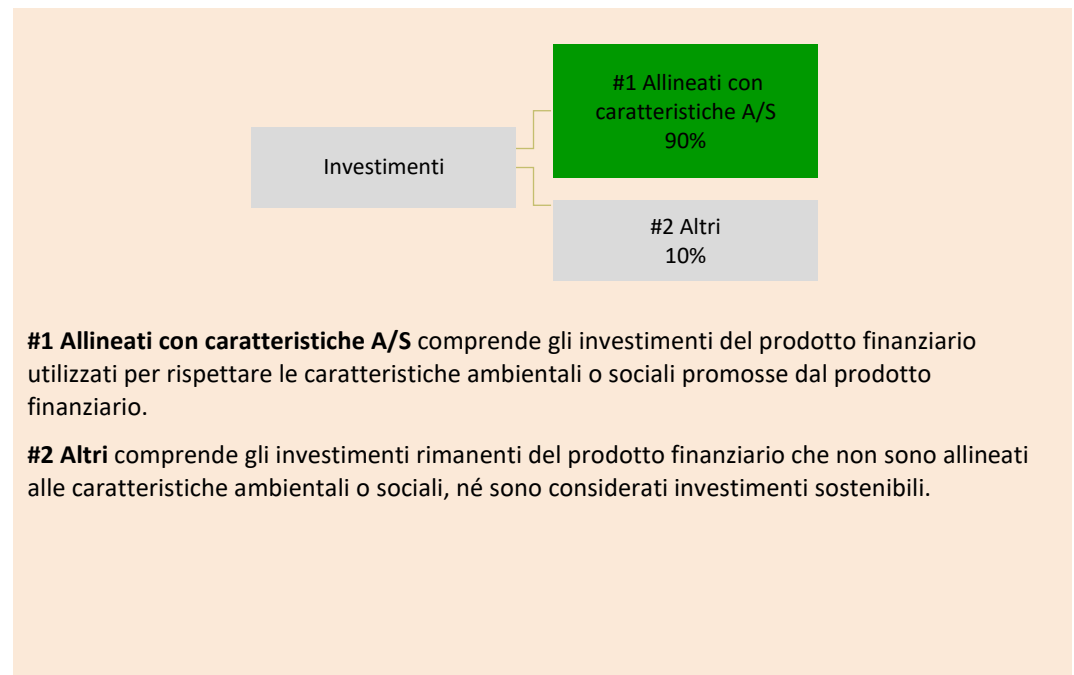 #1 Allineati con
caratteristiche A/S
90%
Investimenti
#2 Altri
10%
#1 Allineati con caratteristiche A/S comprende gli investimenti del prodotto finanziario
utilizzati per rispettare le caratteristiche ambientali o sociali promosse dal prodotto
finanziario.
#2 Altri comprende gli investimenti rimanenti del prodotto finanziario che non sono allineati
alle caratteristiche ambientali o sociali, né sono considerati investimenti sostenibili.